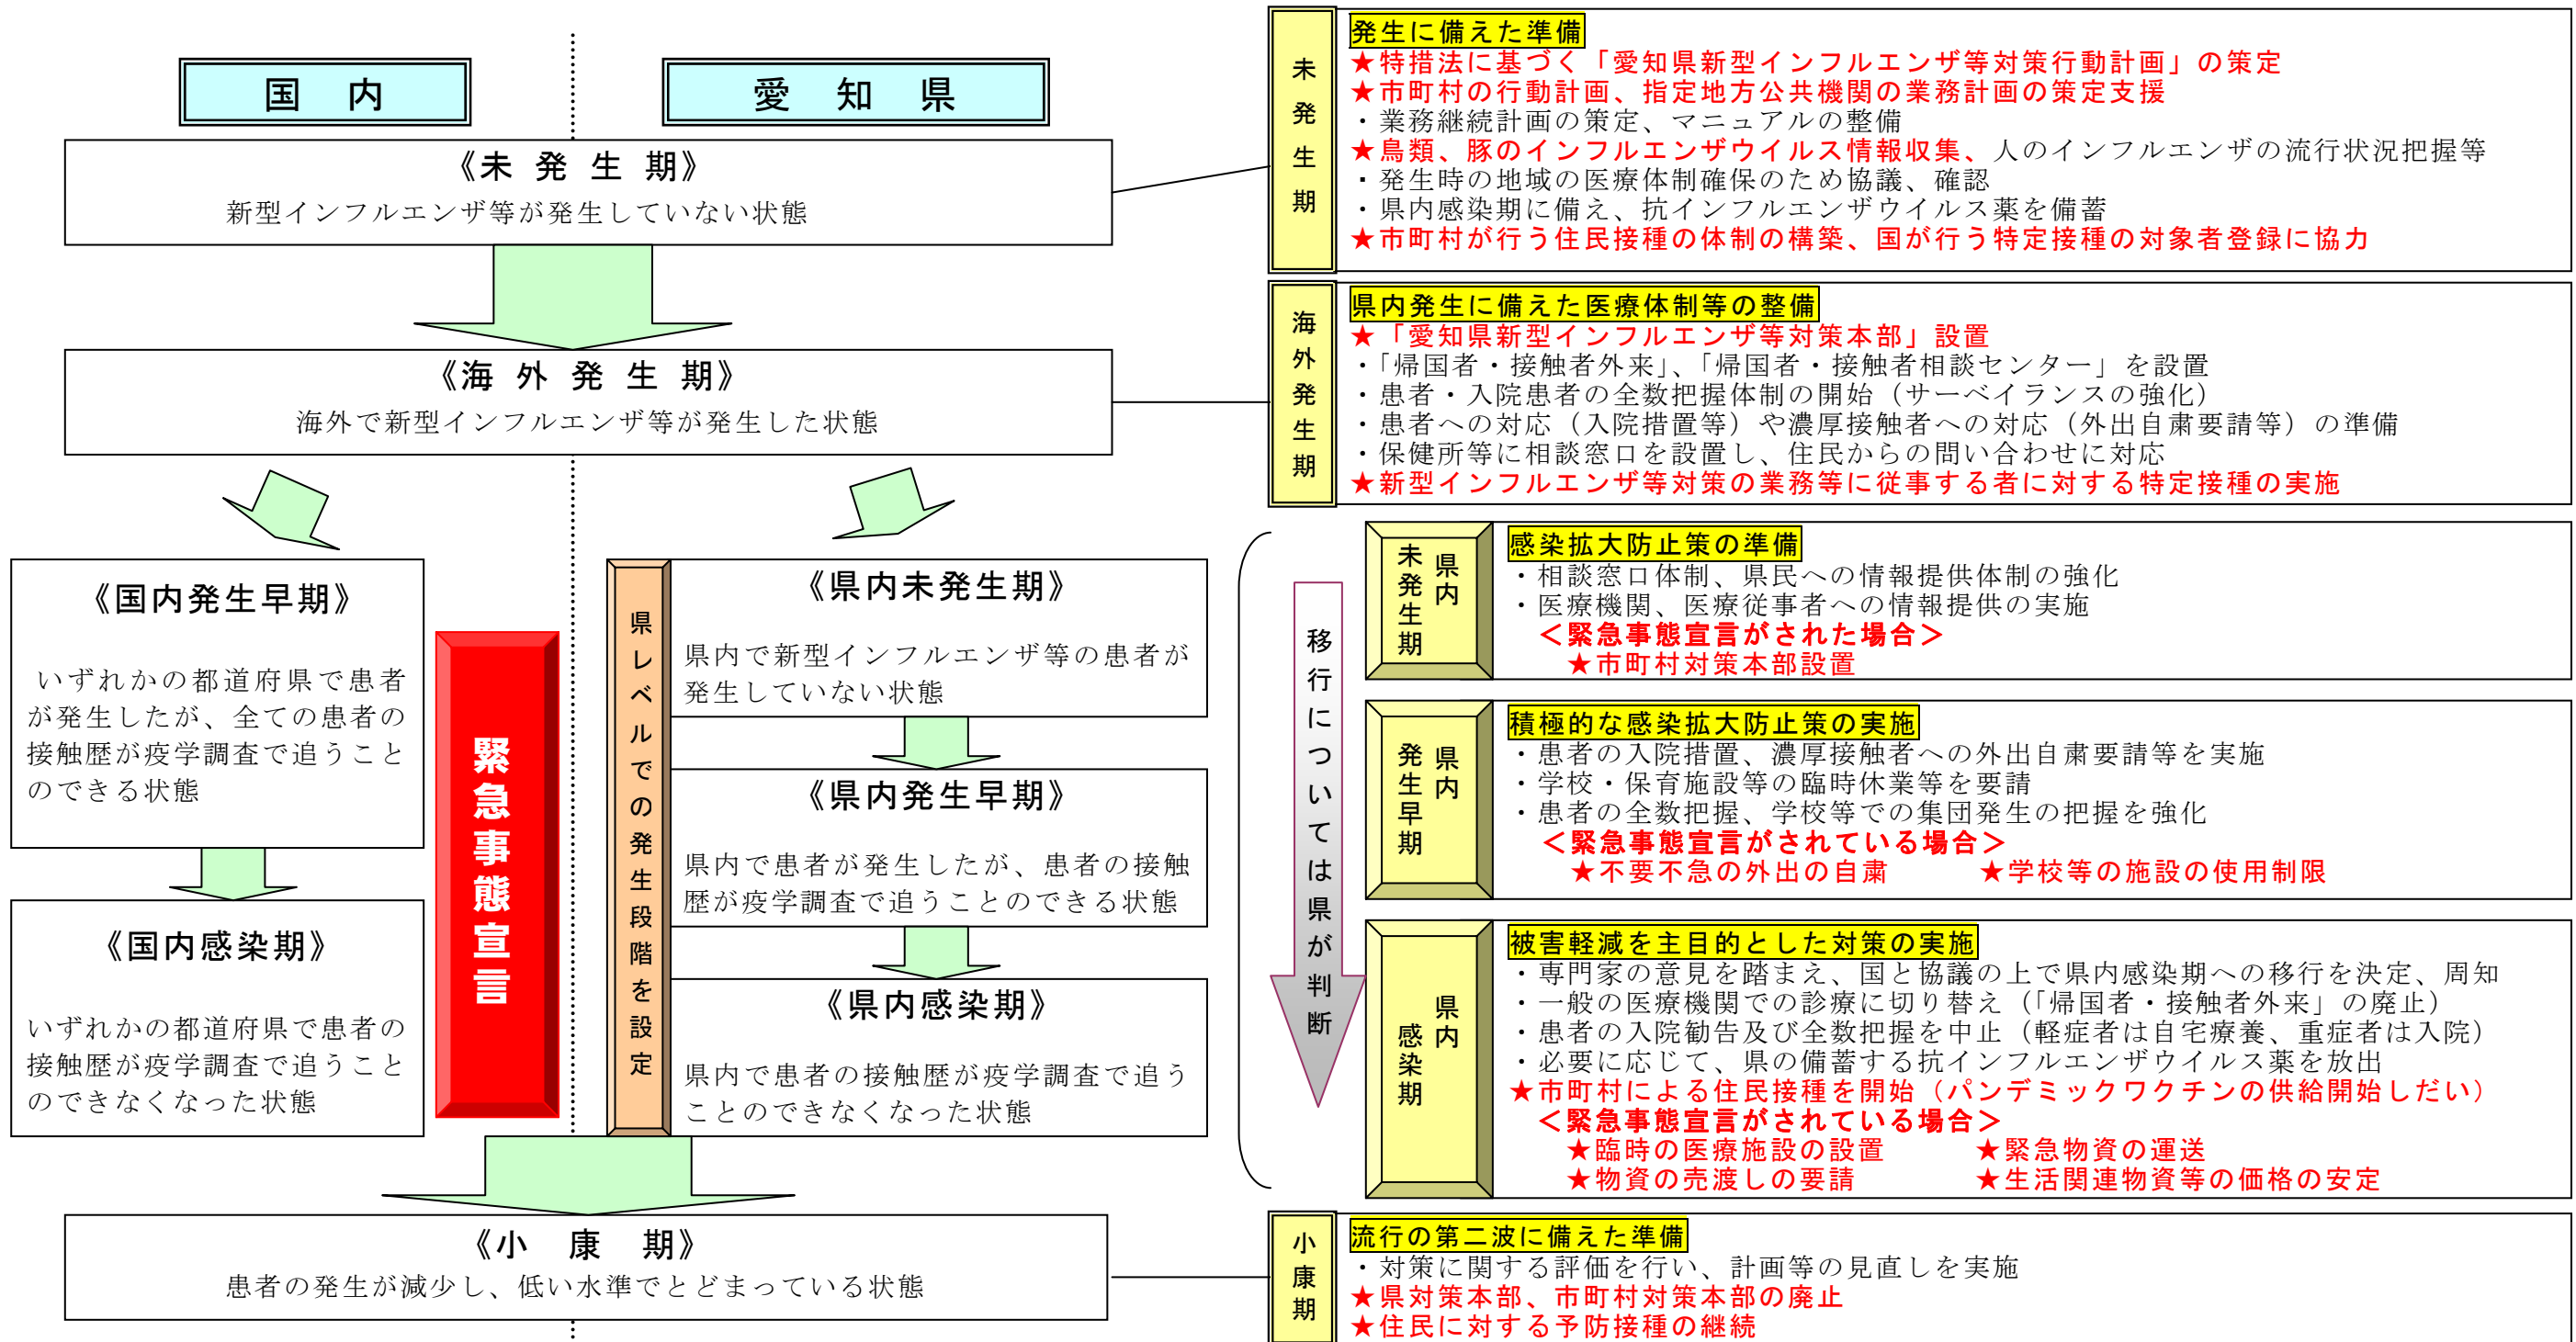 国内
愛知県
《未発生期》
新型インフルエンザ等が発生していない状態
《海外発生期》
海外で新型インフルエンザ等が発生した状態
《国内発生早期》
いずれかの都道府県で患者
が発生したが、全ての患者の
接触歴が疫学調査で追うこと
のできる状態
《国内感染期》
いずれかの都道府県で患者の
接触歴が疫学調査で追うこと
のできなくなった状態
緊急事態宣言
県レベルでの発生段階を設定
《県内未発生期》
県内で新型インフルエンザ等の患者が
発生していない状態
《県内発生早期》
県内で患者が発生したが、患者の接触
歴が疫学調査で追うことのできる状態
《県内感染期》
県内で患者の接触歴が疫学調査で追う
ことのできなくなった状態
《小康期》
患者の発生が減少し、低い水準でとどまっている状態
未発生期
発生に備えた準備
★特措法に基づく「愛知県新型インフルエンザ等対策行動計画」の策定
★市町村の行動計画、指定地方公共機関の業務計画の策定支援
・業務継続計画の策定、マニュアルの整備
★鳥類、豚のインフルエンザウイルス情報収集、人のインフルエンザの流行状況把握等
・発生時の地域の医療体制確保のため協議、確認
・県内感染期に備え、抗インフルエンザウイルス薬を備蓄
★市町村が行う住民接種の体制の構築、国が行う特定接種の対象者登録に協力
海外発生期
県内発生に備えた医療体制等の整備
★「愛知県新型インフルエンザ等対策本部」設置
・「帰国者・接触者外来」、「帰国者・接触者相談センター」を設置
・患者・入院患者の全数把握体制の開始（サーベイランスの強化）
・患者への対応（入院措置等）や濃厚接触者への対応（外出自粛要請等）の準備
・保健所等に相談窓口を設置し、住民からの問い合わせに対応
★新型インフルエンザ等対策の業務等に従事する者に対する特定接種の実施
移行については県が判断
県内
未発生期
感染拡大防止策の準備
・相談窓口体制、県民への情報提供体制の強化
・医療機関、医療従事者への情報提供の実施
＜緊急事態宣言がされた場合＞
★市町村対策本部設置
県内
発生早期
積極的な感染拡大防止策の実施
・患者の入院措置、濃厚接触者への外出自粛要請等を実施
・学校・保育施設等の臨時休業等を要請
・患者の全数把握、学校等での集団発生の把握を強化
＜緊急事態宣言がされている場合＞
★不要不急の外出の自粛 ★学校等の施設の使用制限
県内
感染期
被害軽減を主目的とした対策の実施
・専門家の意見を踏まえ、国と協議の上で県内感染期への移行を決定、周知
・一般の医療機関での診療に切り替え（「帰国者・接触者外来」の廃止）
・患者の入院勧告及び全数把握を中止（軽症者は自宅療養、重症者は入院）
・必要に応じて、県の備蓄する抗インフルエンザウイルス薬を放出
★市町村による住民接種を開始（パンデミックワクチンの供給開始しだい）
＜緊急事態宣言がされている場合＞
★臨時の医療施設の設置 ★緊急物資の運送
★物資の売渡しの要請 ★生活関連物資等の価格の安定
小康期
流行の第二波に備えた準備
・対策に関する評価を行い、計画等の見直しを実施
★県対策本部、市町村対策本部の廃止
★住民に対する予防接種の継続